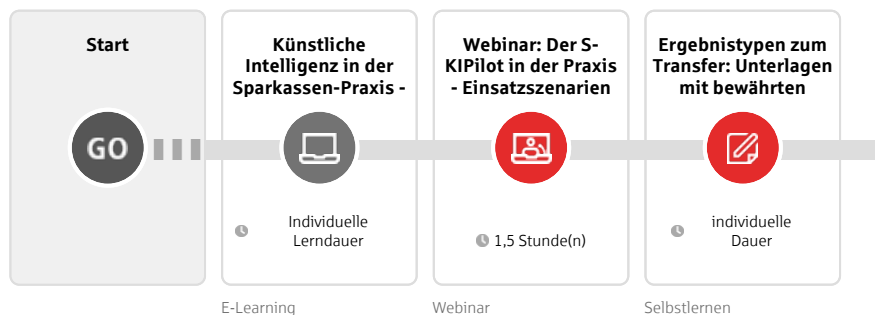 Start
GO
Künstliche
Intelligenz in der
Sparkassen-Praxis -
Individuelle
Lerndauer
E-Learning
Webinar: Der S-
KIPilot in der Praxis
- Einsatzszenarien
1,5 Stunde(n)
Webinar
Ergebnistypen zum
Transfer: Unterlagen
mit bewährten
individuelle
Dauer
Selbstlernen